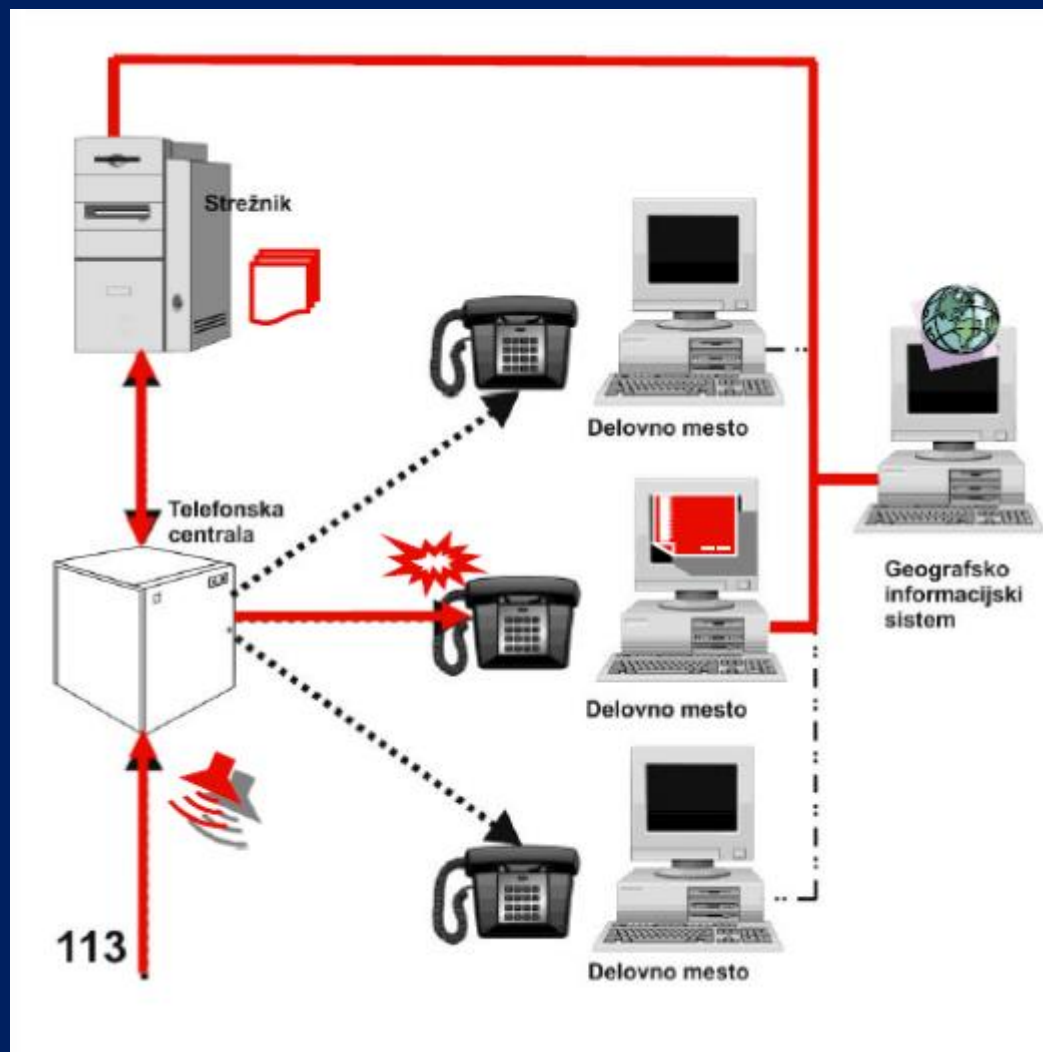 Strežnik
Delovno mesto
Telefonska
centrala
Geografsko
informacijski
sistem
Delovno mesto
113
Delovno mesto